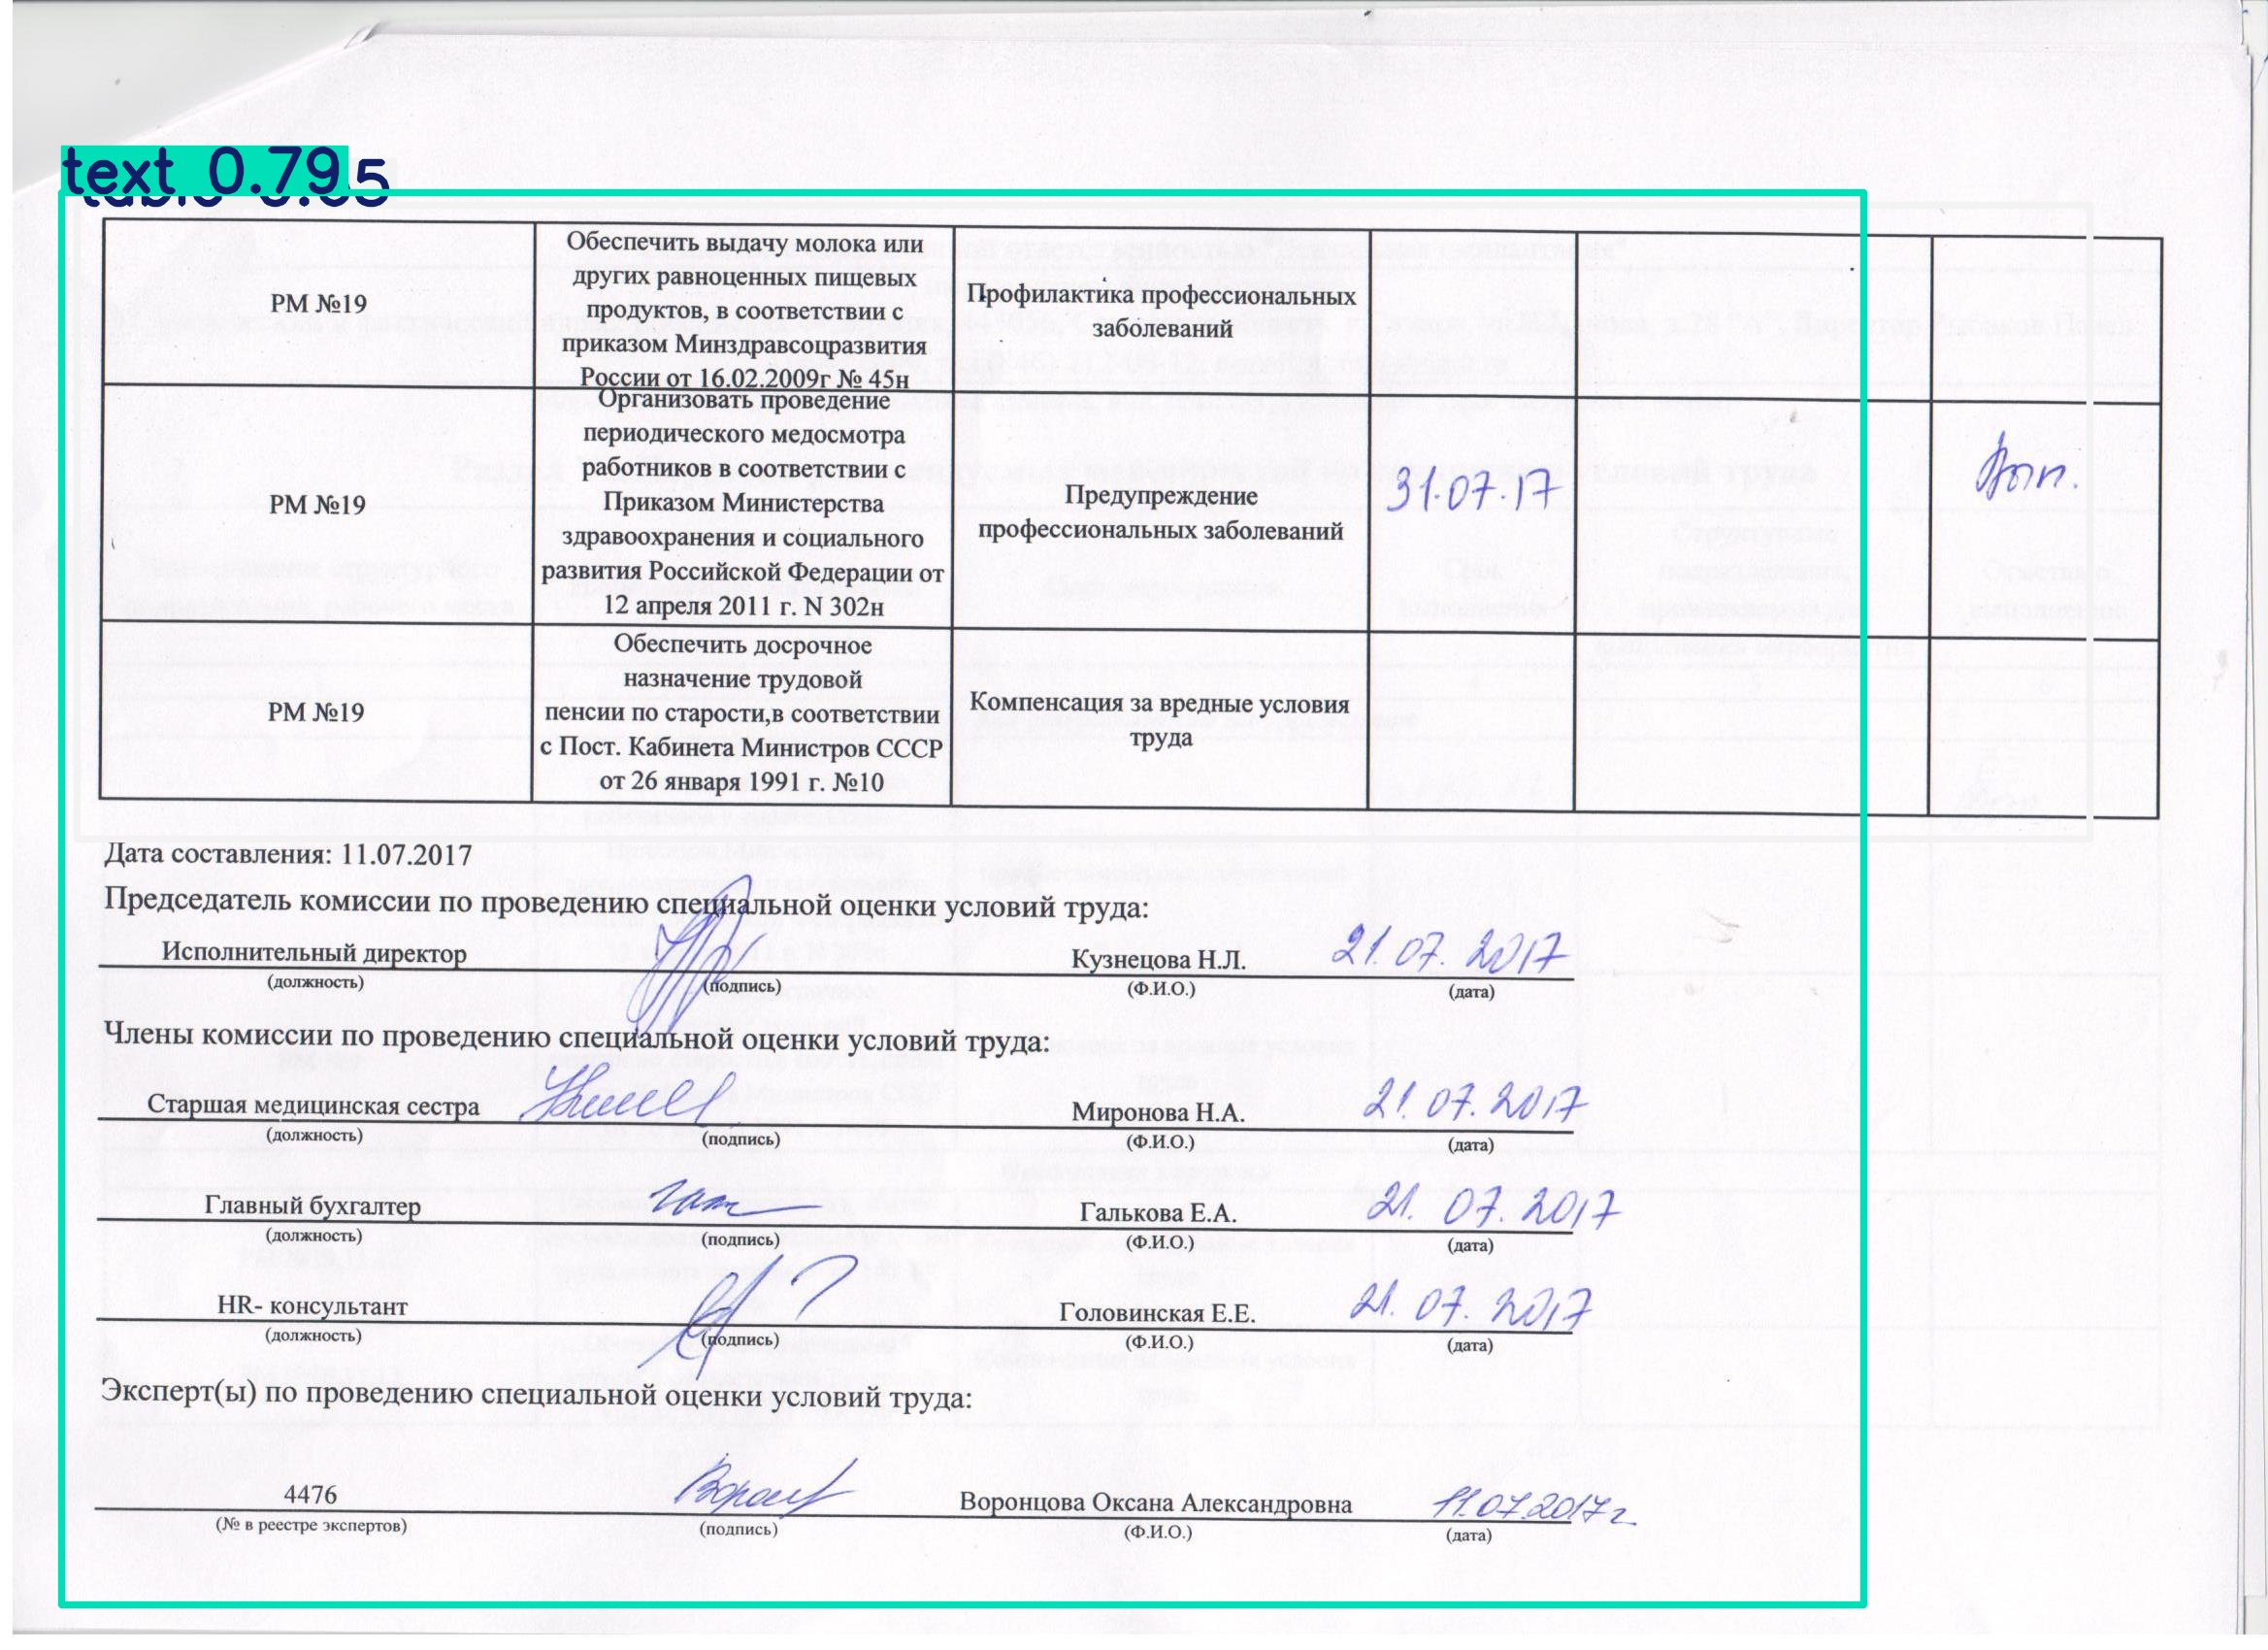 text 0.79
РМ №19
Обеспечить выдачу молока или
других равноценных пищевых
продуктов, в соответствии с
приказом Минздравсоцразвития
России от 16.02.2009г № 45н
Профилактика профессиональных
заболеваний
РМ №19
Организовать проведение
периодического медосмотра
работников в соответствии с
Приказом Министерства
здравоохранения и социального
развития Российской Федерации от
12 апреля 2011 г. N 302н
Предупреждение
профессиональных заболеваний
31.07.17
Вып.
РМ №19
Обеспечить досрочное
назначение трудовой
пенсии по старости,в соответствии
с Пост. Кабинета Министров СССР
от 26 января 1991 г. №10
Компенсация за вредные условия
труда
Дата составления: 11.07.2017
Председатель комиссии по проведению специальной оценки условий труда:
Исполнительный директор Кузнецова Н.Л. 21.07.2017
(должность) (подпись) (Ф.И.О.) (дата)
Члены комиссии по проведению специальной оценки условий труда:
Старшая медицинская сестра Миронова Н.А. 21.07.2017
(должность) (подпись) (Ф.И.О.) (дата)
Главный бухгалтер Галькова Е.А. 21.07.2017
(должность) (подпись) (Ф.И.О.) (дата)
HR- консультант Головинская Е.Е. 21.07.2017
(должность) (подпись) (Ф.И.О.) (дата)
Эксперт(ы) по проведению специальной оценки условий труда:
4476 Воронцова Оксана Александровна 11.07.2017г
(№ в реестре экспертов) (подпись) (Ф.И.О.) (дата)